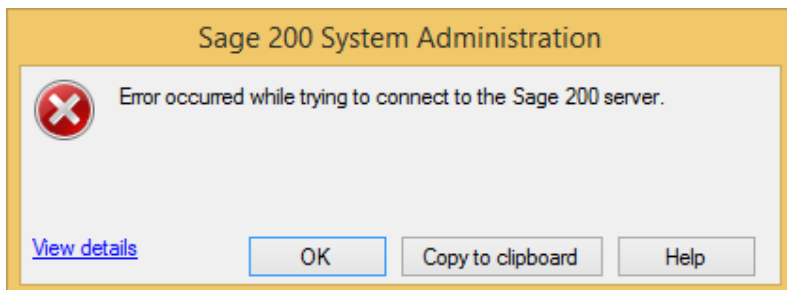 Sage 200 System Administration
Error occurred while trying to connect to the Sage 200 server.
View details
OK
Copy to clipboard
Help